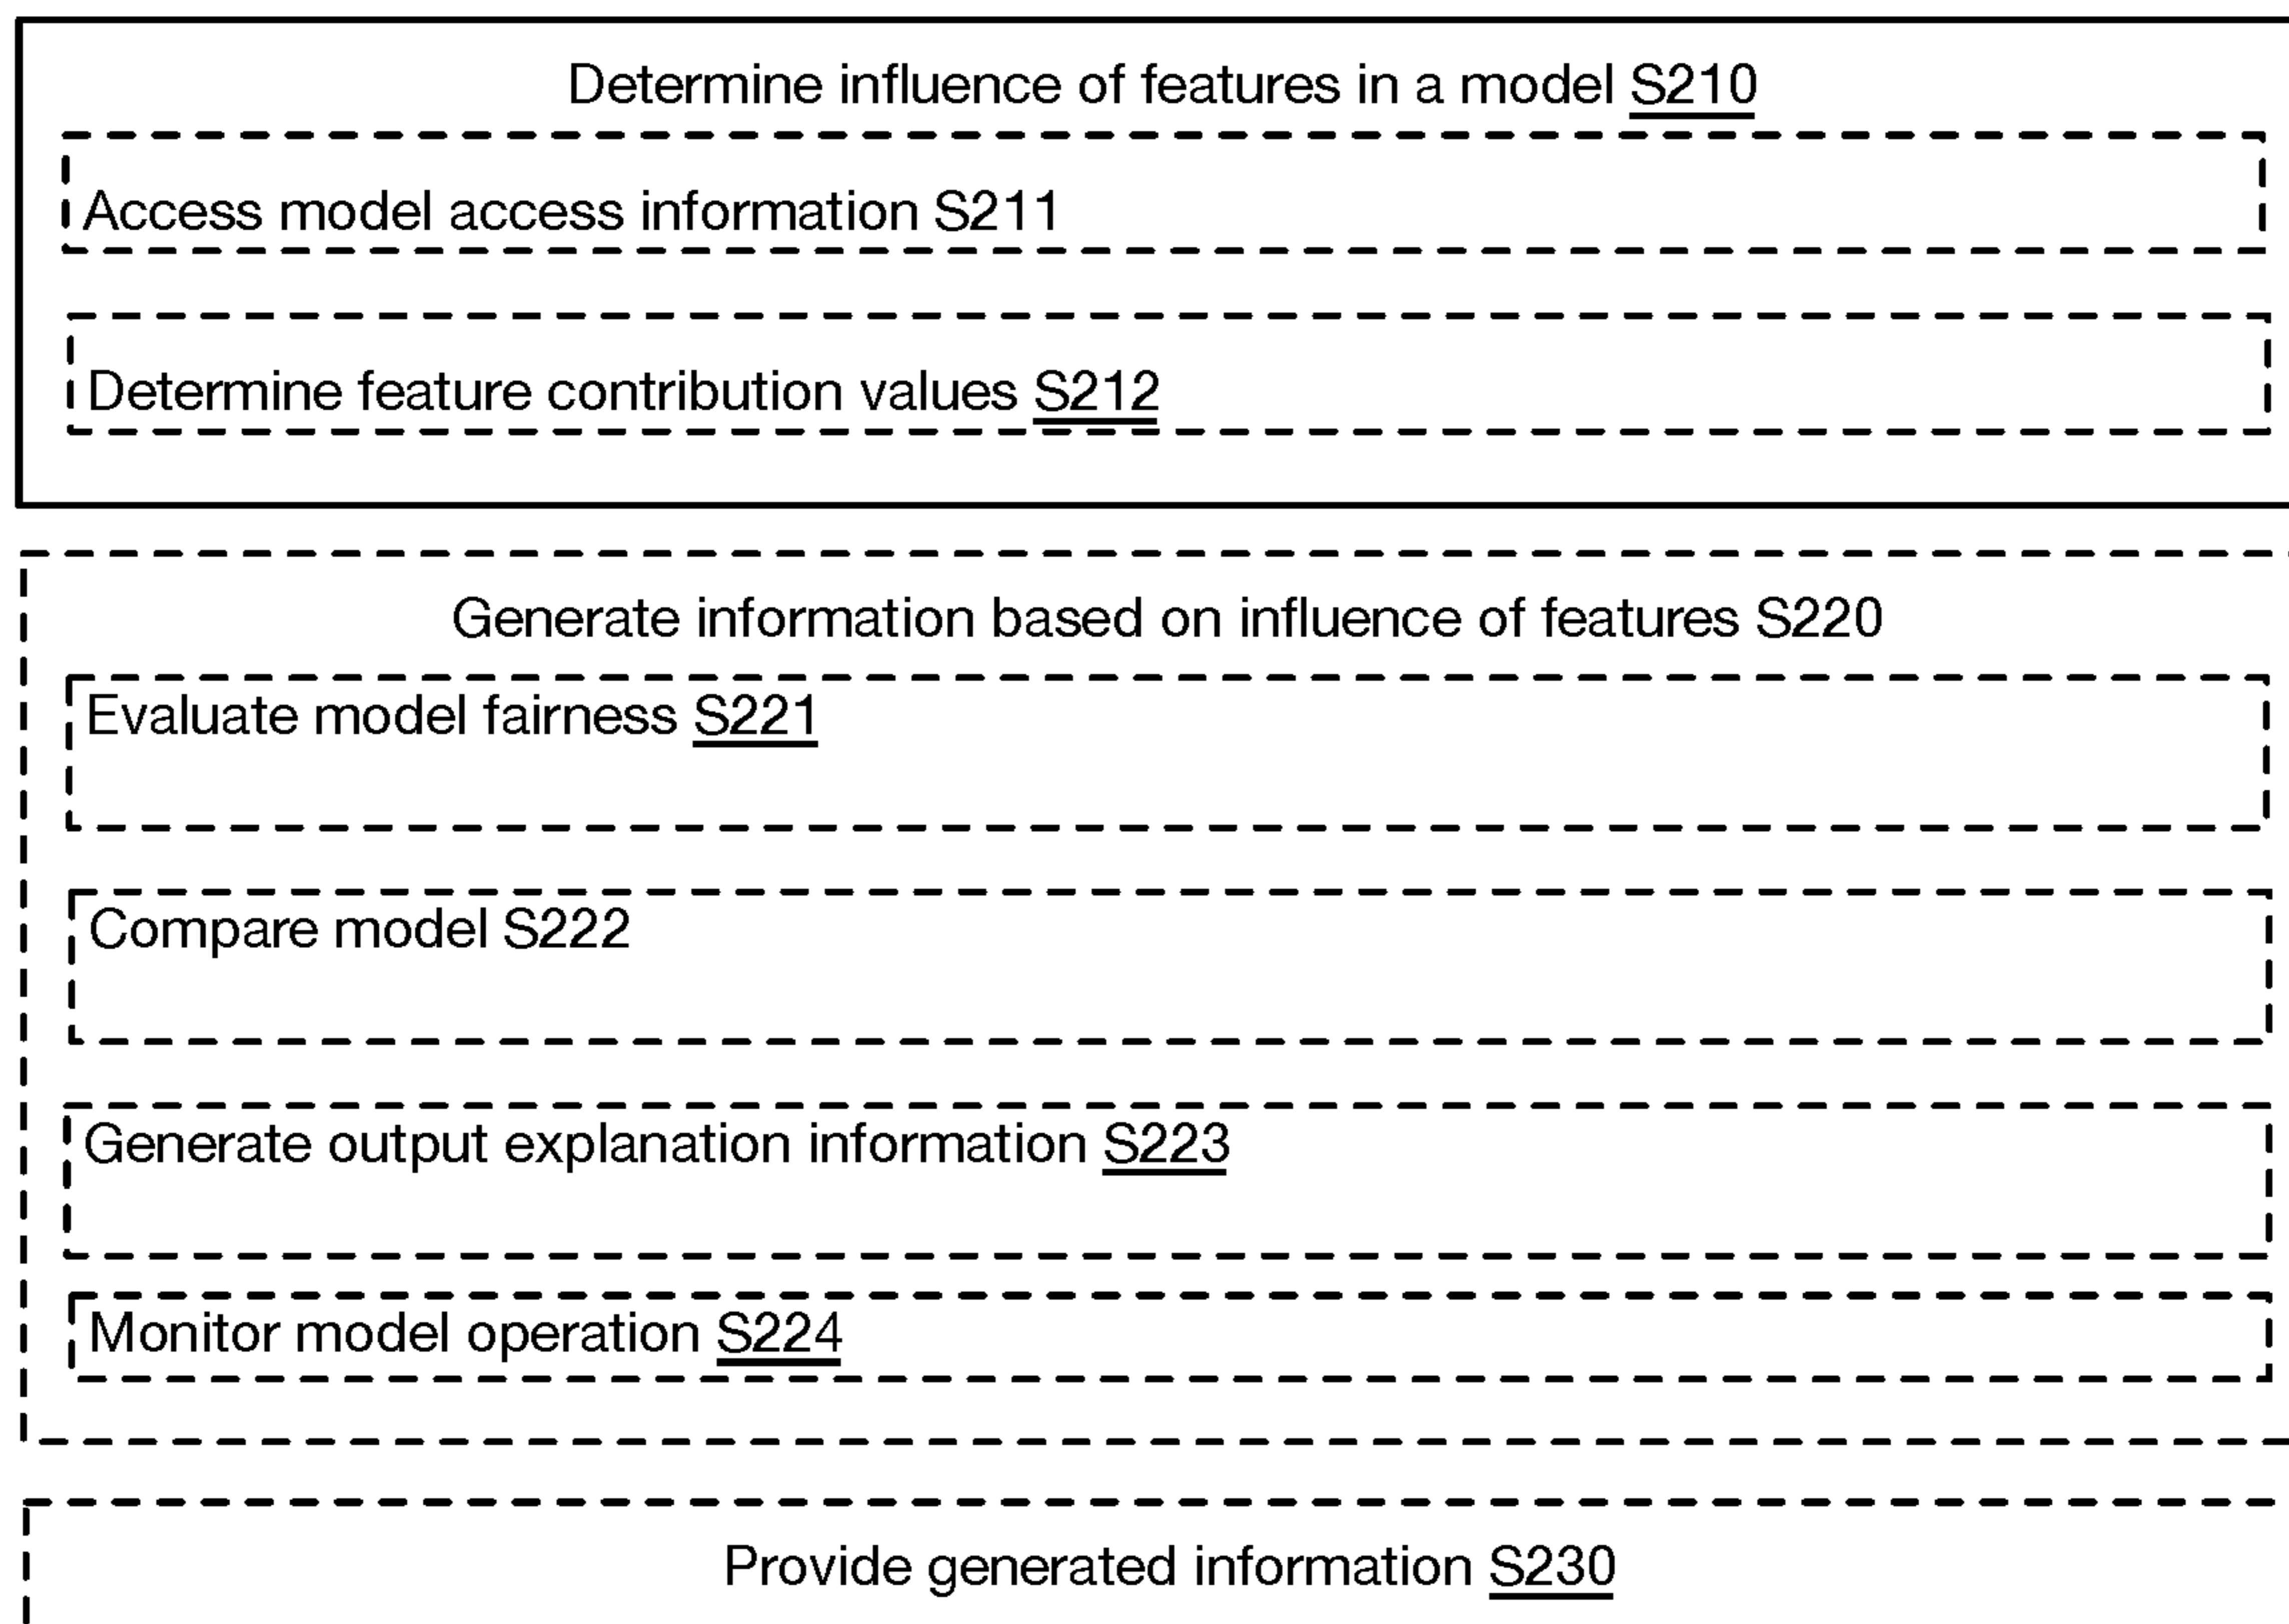 Determine influence of features in a model S210
Access model access information S211
Determine feature contribution values S212
Generate information based on influence of features S220
Evaluate model fairness S221
Compare model S222
Generate output explanation information S223
Monitor model operation S224
Provide generated information S230